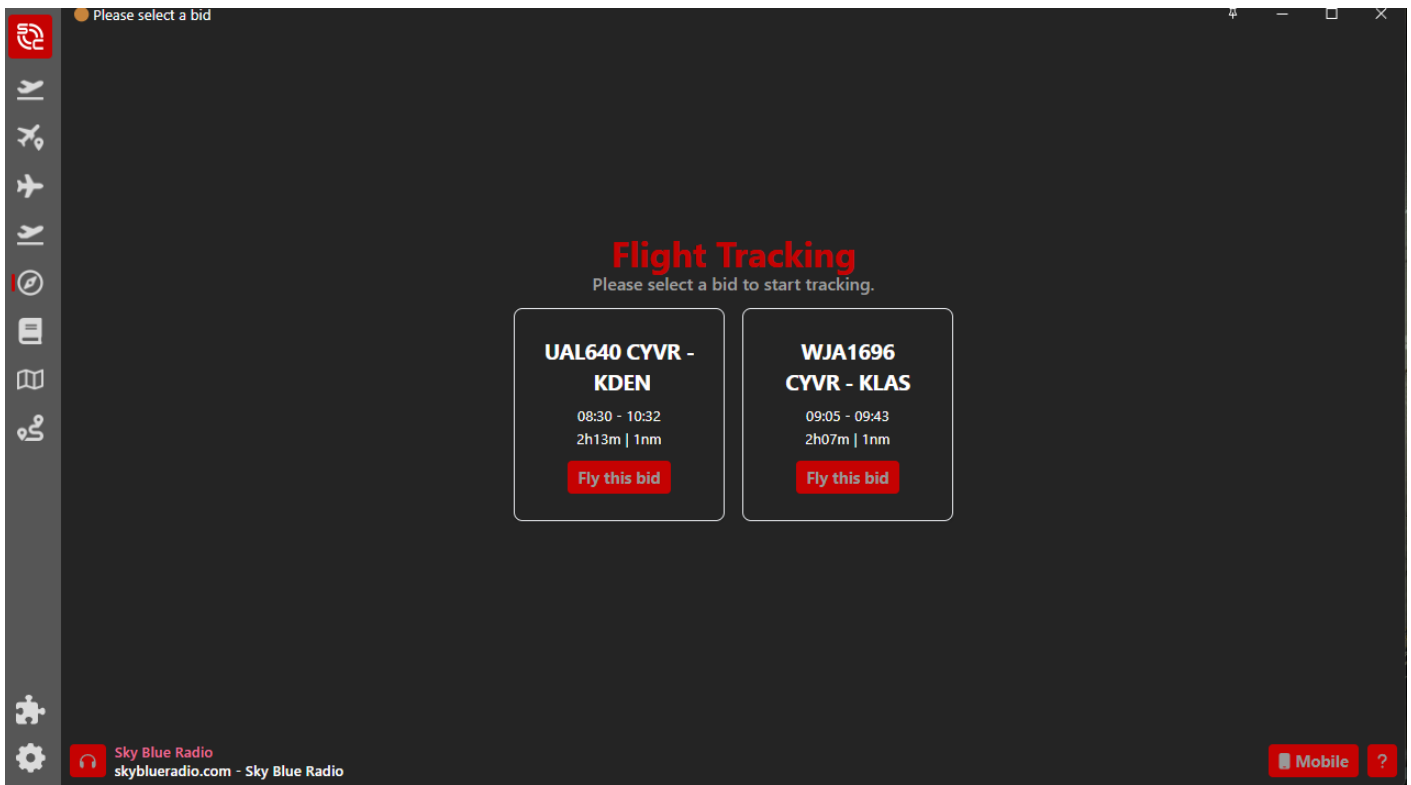 Please select a bid
Flight Tracking
Please select a bid to start tracking.
UAL640 CYVR -
KDEN
08:30 - 10:32
2h13m | 1nm
Fly this bid
WJA1696
CYVR - KLAS
09:05 - 09:43
2h07m | 1nm
Fly this bid
Sky Blue Radio
skyblueradio.com - Sky Blue Radio
Mobile
?